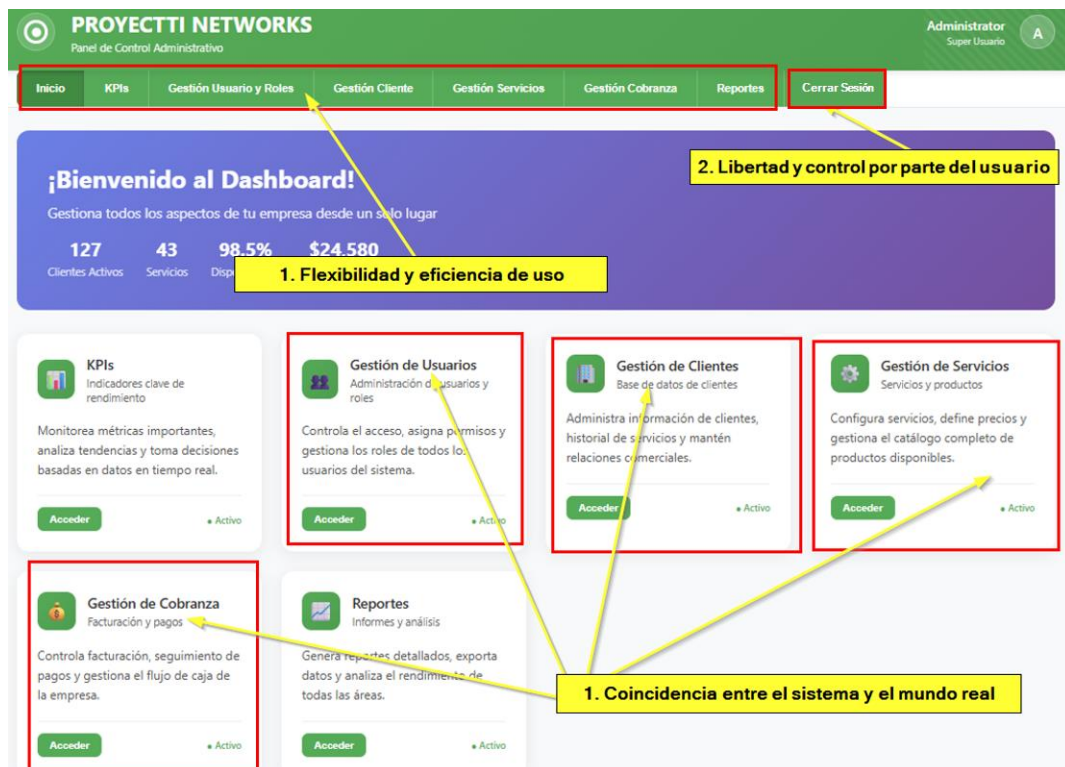 PROYECTTI NETWORKS
Panel de Control Administrativo
Administrator
Super Usuario
A
Inicio
KPIs
Gestión Usuario y Roles
Gestión Cliente
Gestión Servicios
Gestión Cobranza
Reportes
Cerrar Sesión
2. Libertad y control por parte del usuario
¡Bienvenido al Dashboard!
Gestiona todos los aspectos de tu empresa desde un solo lugar
127
43
98.5%
$24,580
Clientes Activos
Servicios
1. Flexibilidad y eficiencia de uso
KPIs
Indicadores clave de
rendimiento
Monitorea métricas importantes,
analiza tendencias y toma decisiones
basadas en datos en tiempo real.
Acceder
• Activo
Gestión de Usuarios
Administración de usuarios y
roles
Controla el acceso, asigna permisos y
gestiona los roles de todos los
usuarios del sistema.
Acceder
• Activo
Gestión de Clientes
Base de datos de clientes
Administra información de clientes,
historial de servicios y mantén
relaciones comerciales.
Acceder
• Activo
Gestión de Servicios
Servicios y productos
Configura servicios, define precios y
gestiona el catálogo completo de
productos disponibles.
Acceder
• Activo
Gestión de Cobranza
Facturación y pagos
Controla facturación, seguimiento de
pagos y gestiona el flujo de caja de
la empresa.
Acceder
• Activo
Reportes
Informes y análisis
Genera reportes detallados, exporta
datos y analiza el rendimiento de
todas las áreas.
Acceder
• Activo
1. Coincidencia entre el sistema y el mundo real